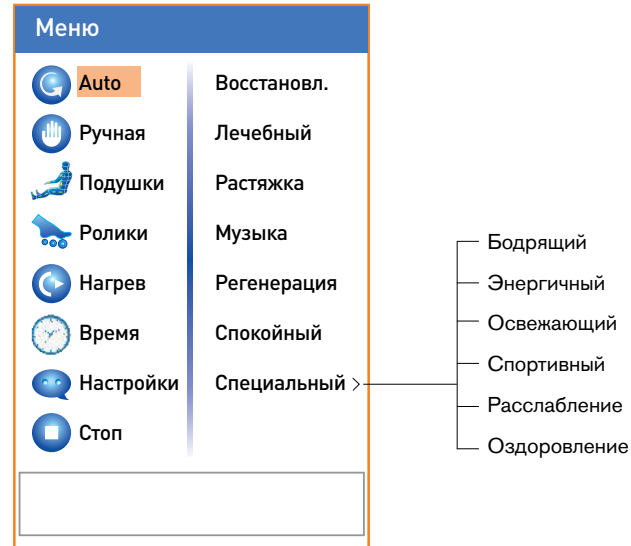 Меню
Auto
Ручная
Подушки
Ролики
Нагрев
Время
Настройки
Стоп
Восстановл.
Лечебный
Растяжка
Музыка
Регенерация
Спокойный
Специальный >
Бодрящий
Энергичный
Освежающий
Спортивный
Расслабление
Оздоровление